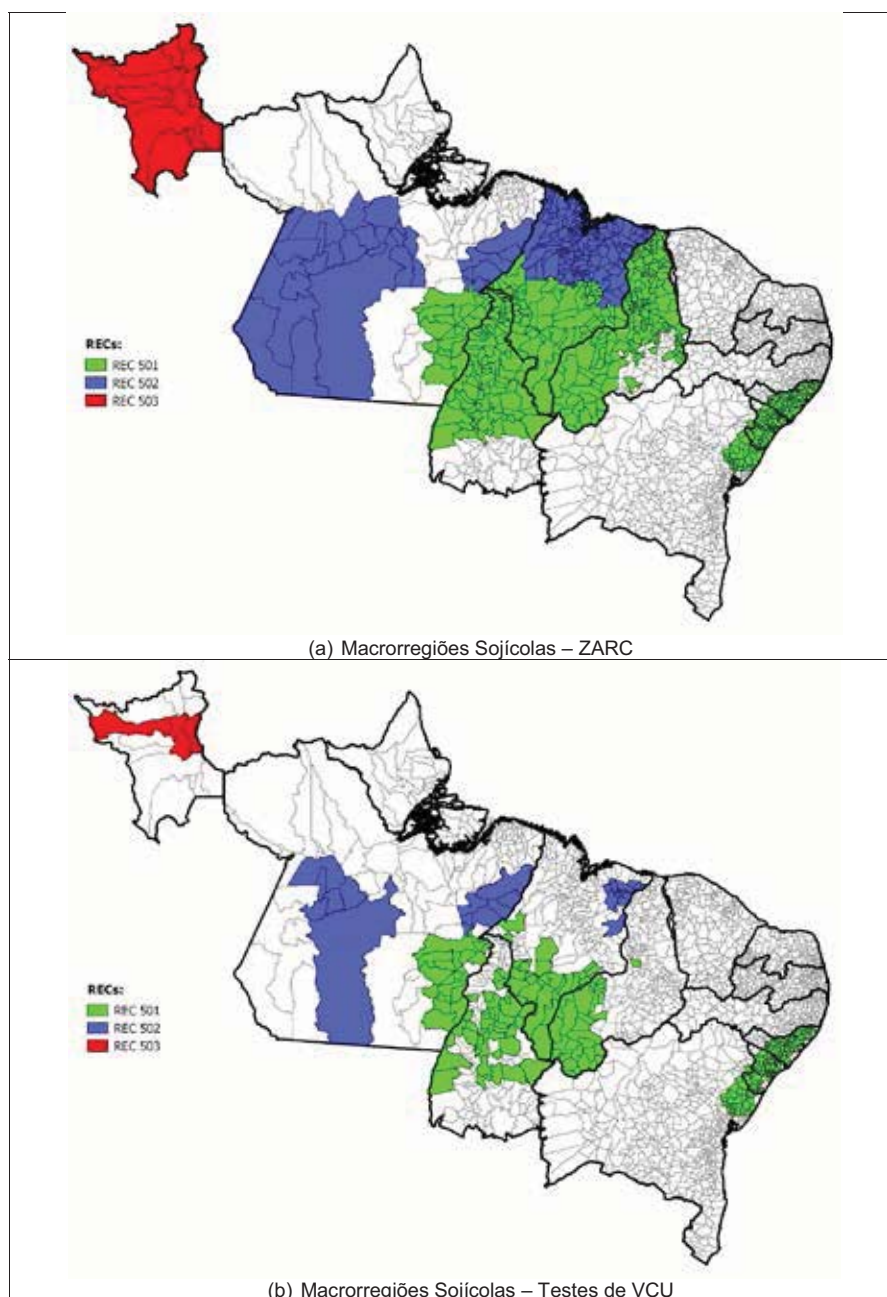 RECs:
REC 501
REC 502
REC 503
(a) Macrorregiões Sojícolas – ZARC
RECs:
REC 501
REC 502
REC 503
(b) Macrorregiões Sojícolas – Testes de VCU